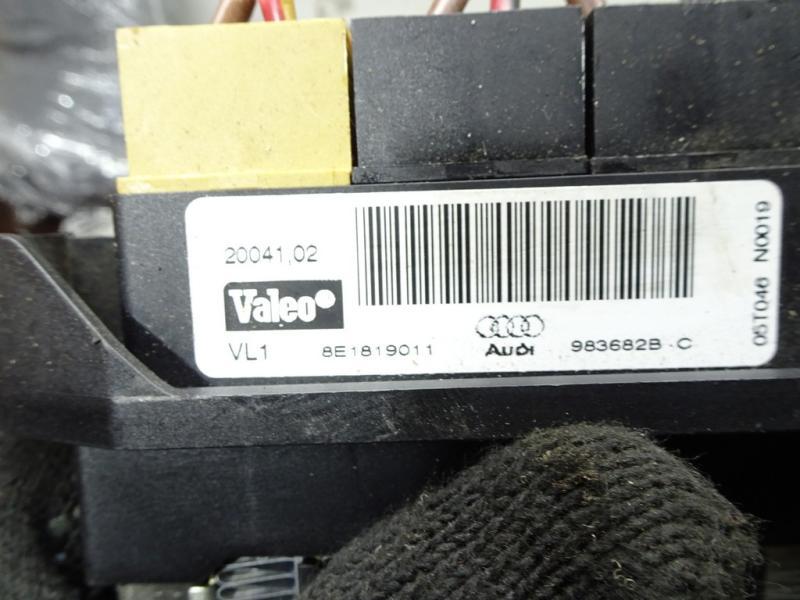 20041,02
Valeo
VL1 8E1819011 Audi 983682B C
05T046 N0019